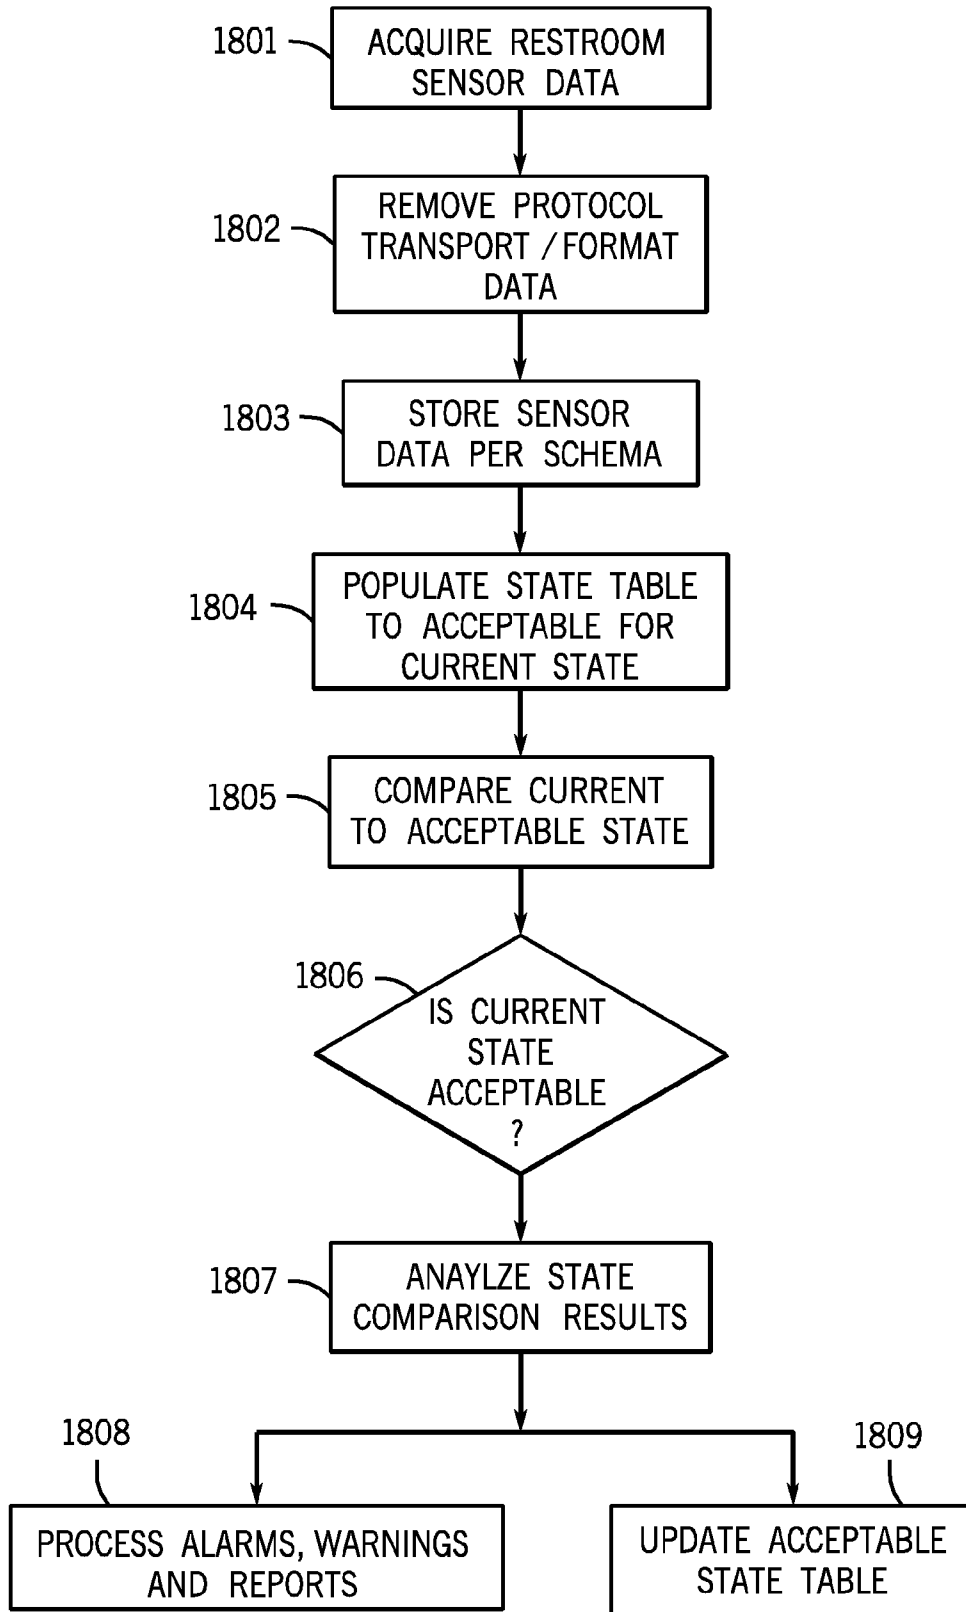 1801
ACQUIRE RESTROOM
SENSOR DATA
1802
REMOVE PROTOCOL
TRANSPORT / FORMAT
DATA
1803
STORE SENSOR
DATA PER SCHEMA
1804
POPULATE STATE TABLE
TO ACCEPTABLE FOR
CURRENT STATE
1805
COMPARE CURRENT
TO ACCEPTABLE STATE
1806
IS CURRENT
STATE
ACCEPTABLE
?
1807
ANAYLZE STATE
COMPARISON RESULTS
1808
PROCESS ALARMS, WARNINGS
AND REPORTS
1809
UPDATE ACCEPTABLE
STATE TABLE